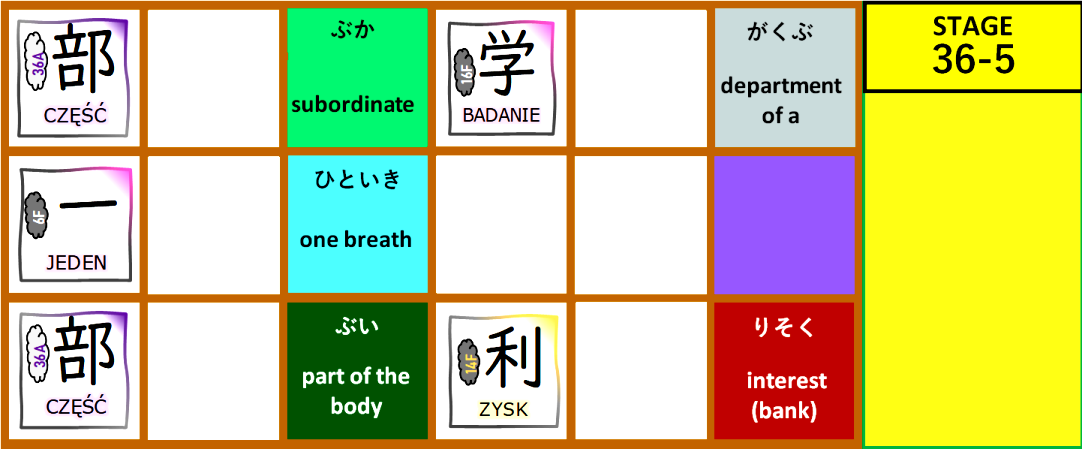 36A
部
CZĘŚĆ
ぶか
subordinate
16F
学
BADANIE
がくぶ
department
of a
STAGE
36-5
6F
一
JEDEN
ひといき
one breath
36A
部
CZĘŚĆ
ぶい
part of the
body
14F
利
ZYSK
りそく
interest
(bank)